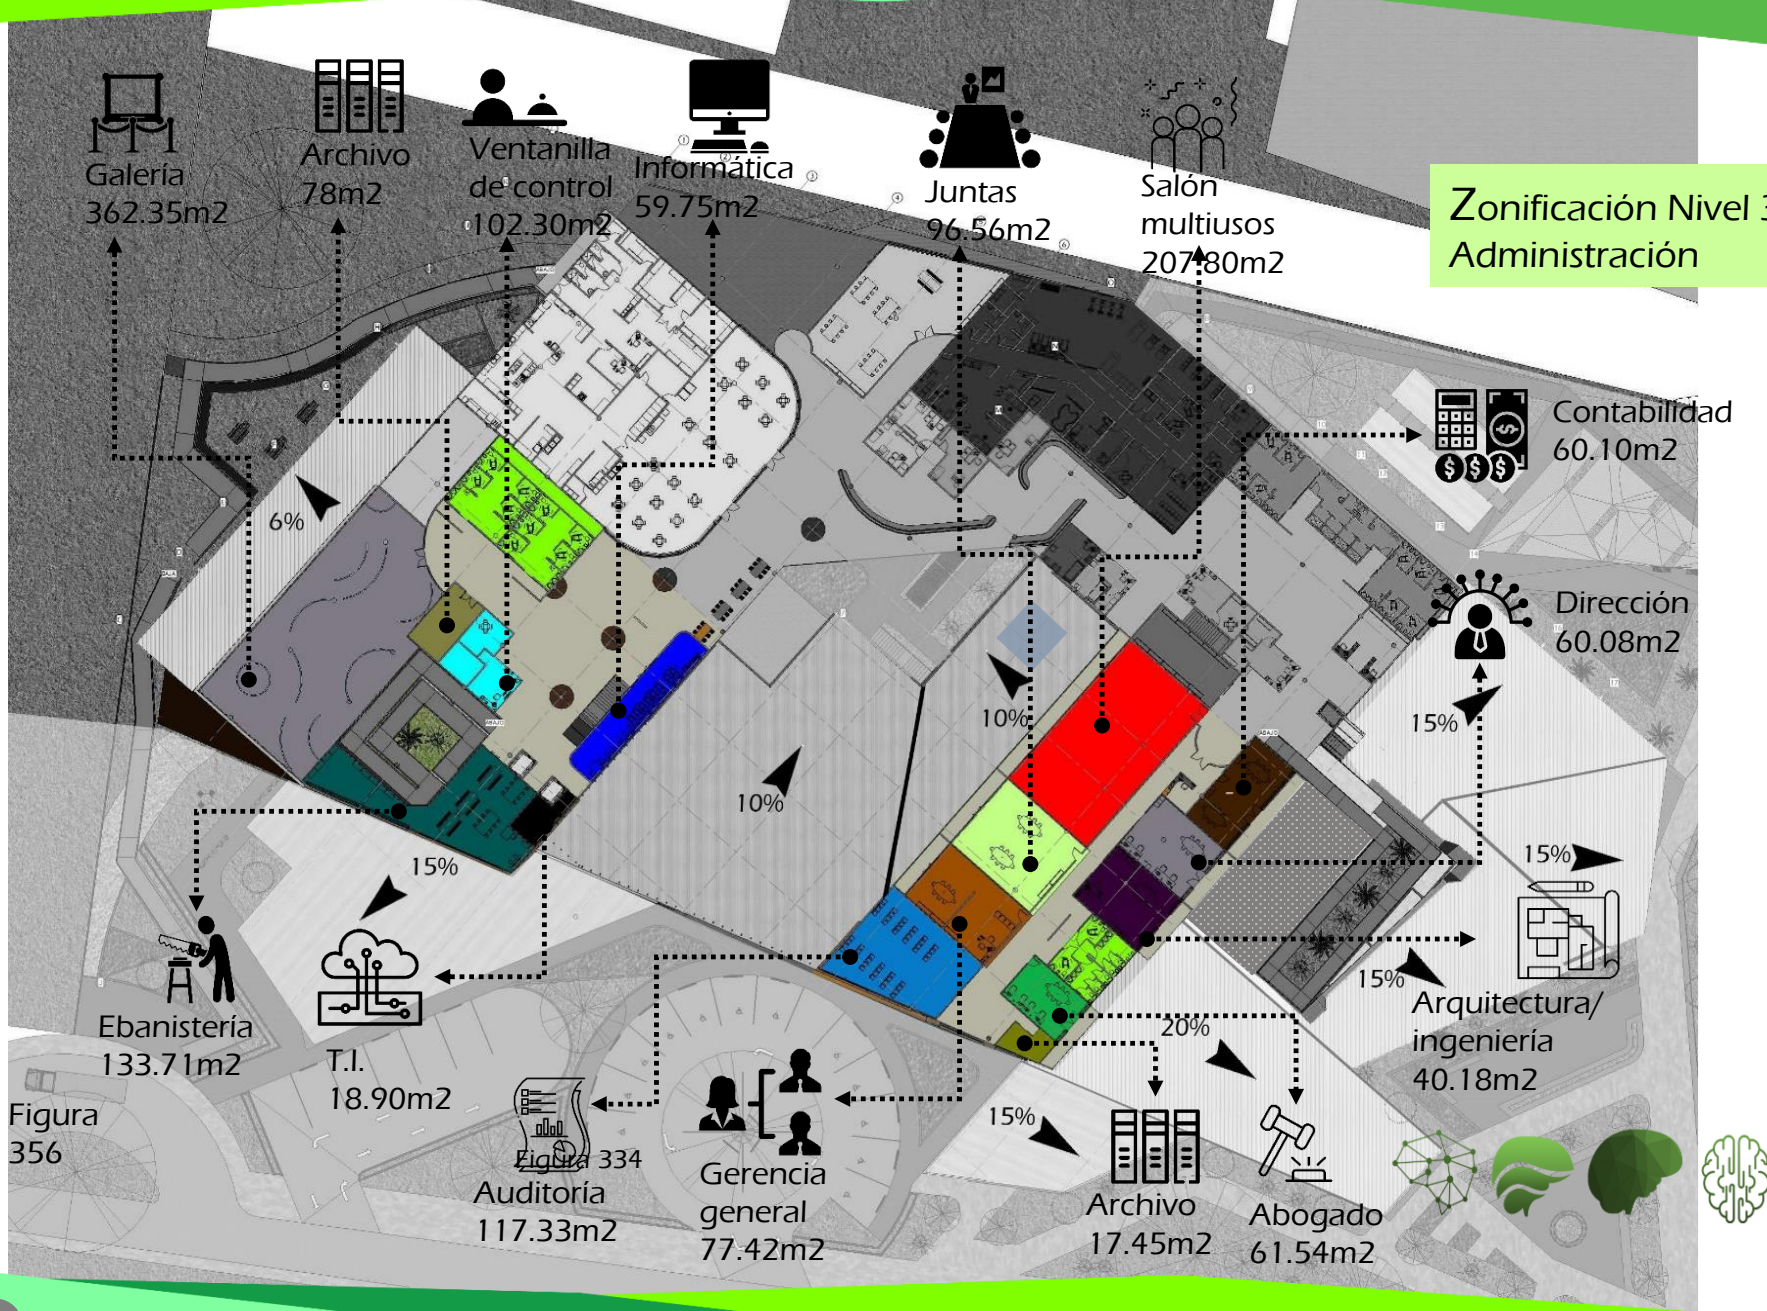 Galería
362.35m2
Archivo
78m2
Ventanilla
de control
102.30m2
Informática
59.75m2
Juntas
96.56m2
Salón
multiusos
207.80m2
Zonificación Nivel 3
Administración
Contabilidad
60.10m2
Dirección
60.08m2
6%
10%
10%
15%
15%
15%
15%
20%
15%
Ebanistería
133.71m2
T.I.
18.90m2
Arquitectura/
ingeniería
40.18m2
Figura
356
Figura 334
Auditoría
117.33m2
Gerencia
general
77.42m2
Archivo
17.45m2
Abogado
61.54m2